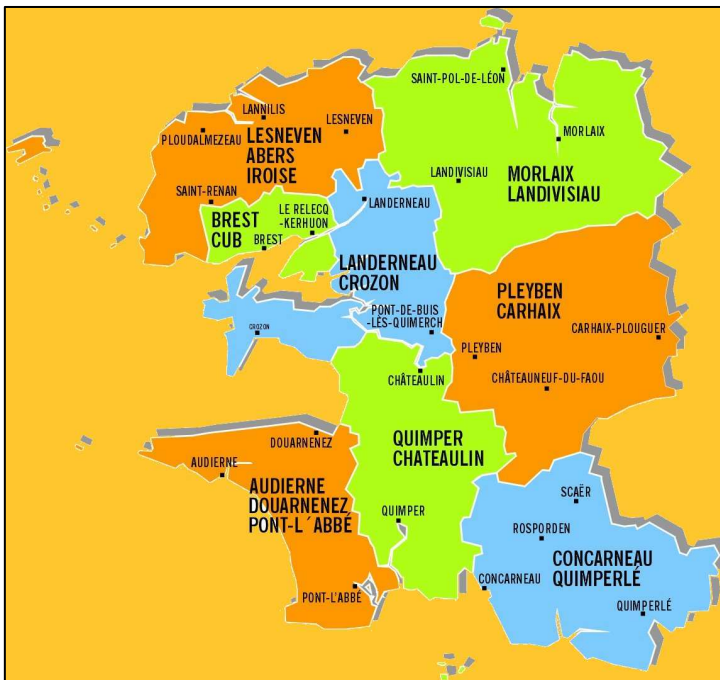 SAINT-POL-DE-LÉON
LANNILIS
PLOUDALMEZEAU
LESNEVEN
LESNEVEN
ABERS
IROISE
MORLAIX
LANDIVISIAU
MORLAIX
LANDIVISIAU
SAINT-RENAN
LANDERNEAU
BREST
CUB
LE RELECQ
-KERHUON
BREST
LANDERNEAU
CROZON
PLEYBEN
CARHAIX
PONT-DE-BUIS
-LÈS-QUIMERCH
CROZON
CARHAIX-PLOUGUER
PLEYBEN
CHÂTEAULIN
CHÂTEAUNEUF-DU-FAOU
DOUARNENEZ
QUIMPER
CHATEAULIN
AUDIERNE
AUDIERNE
DOUARNENEZ
PONT-L´ABBÉ
SCAËR
QUIMPER
ROSPORDEN
CONCARNEAU
QUIMPERLÉ
CONCARNEAU
PONT-L'ABBÉ
QUIMPERLÉ